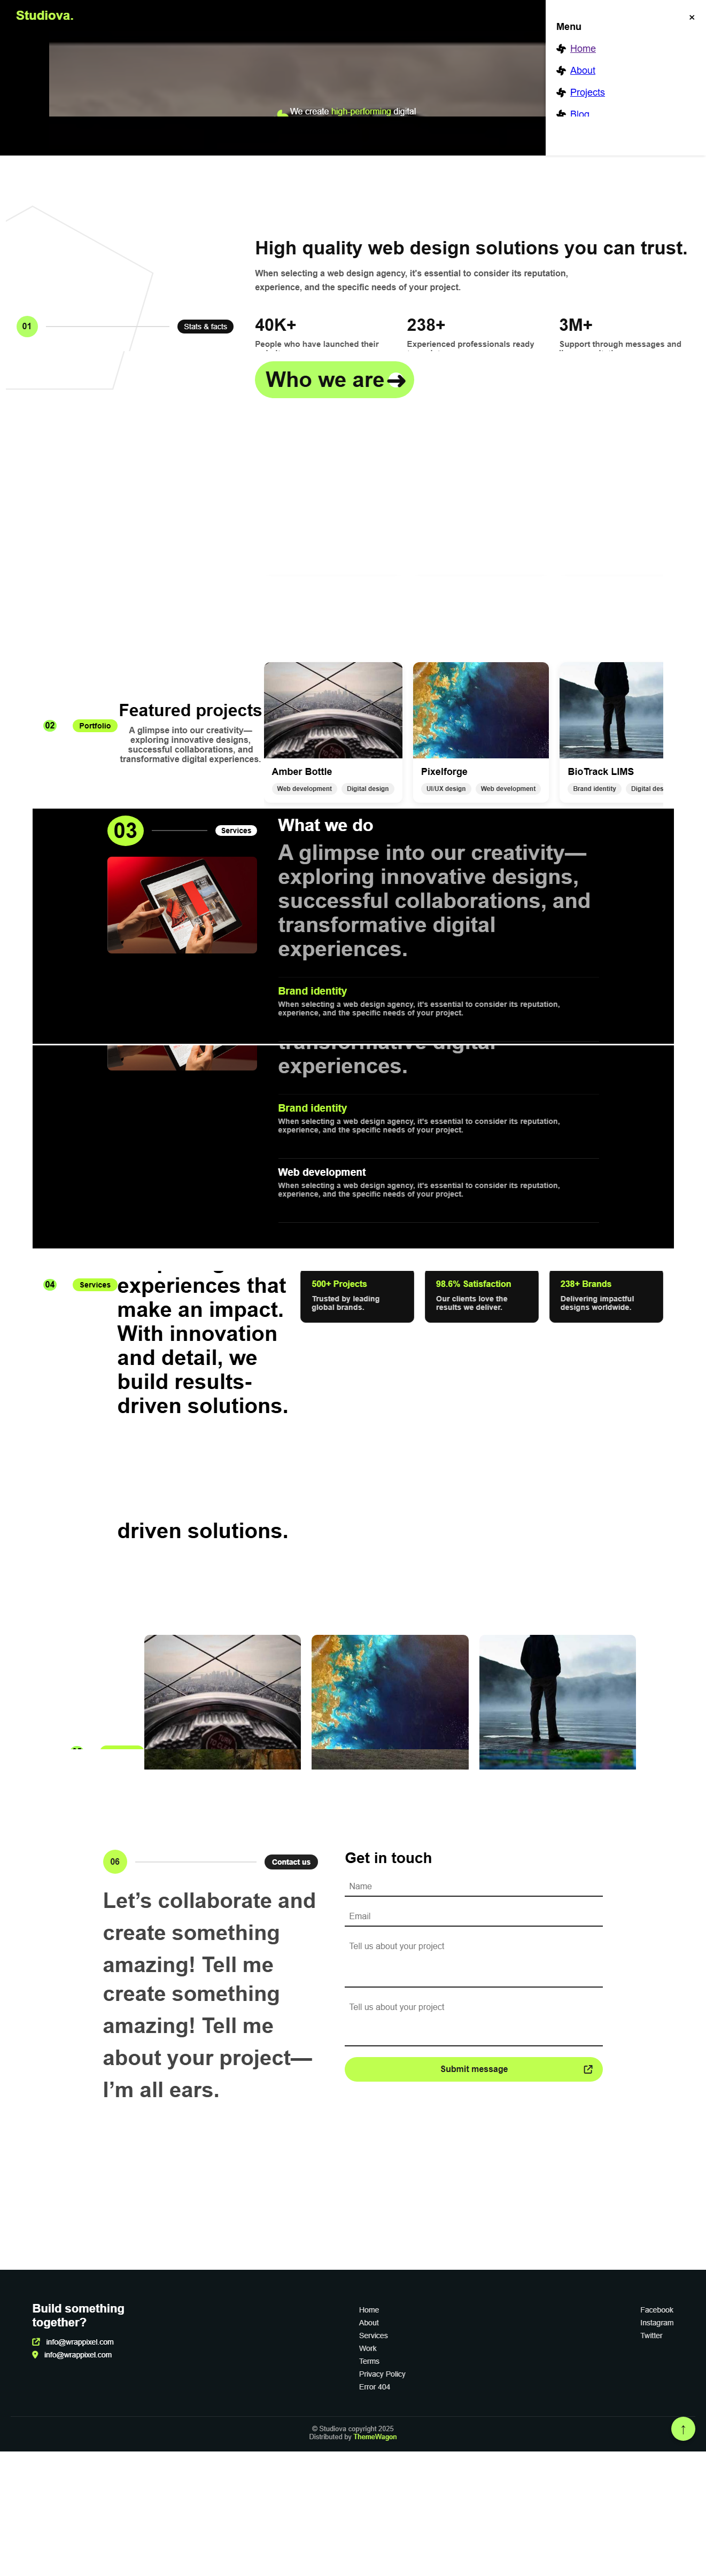 Studiova.
×
Menu
Home
About
Projects
Blog
We create high-performing digital
High quality web design solutions you can trust.
When selecting a web design agency, it's essential to consider its reputation,
experience, and the specific needs of your project.
01
Stats & facts
40K+
238+
3M+
People who have launched their
Experienced professionals ready
Support through messages and
Who we are➜
02
Portfolio
Featured projects
A glimpse into our creativity—
exploring innovative designs,
successful collaborations, and
transformative digital experiences.
Amber Bottle
Web development
Digital design
Pixelforge
UI/UX design
Web development
BioTrack LIMS
Brand identity
Digital des
03
Services
What we do
A glimpse into our creativity—
exploring innovative designs,
successful collaborations, and
transformative digital
experiences.
Brand identity
When selecting a web design agency, it's essential to consider its reputation,
experience, and the specific needs of your project.
transformative digital
experiences.
Brand identity
When selecting a web design agency, it's essential to consider its reputation,
experience, and the specific needs of your project.
Web development
When selecting a web design agency, it's essential to consider its reputation,
experience, and the specific needs of your project.
04
Services
experiences that
make an impact.
With innovation
and detail, we
build results-
driven solutions.
500+ Projects
Trusted by leading
global brands.
98.6% Satisfaction
Our clients love the
results we deliver.
238+ Brands
Delivering impactful
designs worldwide.
driven solutions.
06
Contact us
Let’s collaborate and
create something
amazing! Tell me
create something
amazing! Tell me
about your project—
I’m all ears.
Get in touch
Name
Email
Tell us about your project
Tell us about your project
Submit message
Build something
together?
info@wrappixel.com
info@wrappixel.com
Home
About
Services
Work
Terms
Privacy Policy
Error 404
Facebook
Instagram
Twitter
© Studiova copyright 2025
Distributed by ThemeWagon
↑